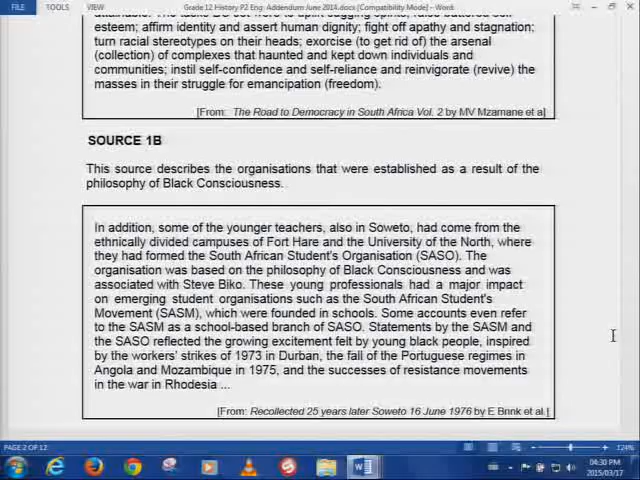 Grade 12 History P2 Eng- Addendum June 2014.docx [Compatibility Mode] - Word
FILE TOOLS VIEW
esteem; affirm identity and assert human dignity; fight off apathy and stagnation;
turn racial stereotypes on their heads; exorcise (to get rid of) the arsenal
(collection) of complexes that haunted and kept down individuals and
communities; instil self-confidence and self-reliance and reinvigorate (revive) the
masses in their struggle for emancipation (freedom).
[From: The Road to Democracy in South Africa Vol. 2 by MV Mzamane et a]
SOURCE 1B
This source describes the organisations that were established as a result of the
philosophy of Black Consciousness.
In addition, some of the younger teachers, also in Soweto, had come from the
ethnically divided campuses of Fort Hare and the University of the North, where
they had formed the South African Student's Organisation (SASO). The
organisation was based on the philosophy of Black Consciousness and was
associated with Steve Biko. These young professionals had a major impact
on emerging student organisations such as the South African Student's
Movement (SASM), which were founded in schools. Some accounts even refer
to the SASM as a school-based branch of SASO. Statements by the SASM and
the SASO reflected the growing excitement felt by young black people, inspired
by the workers' strikes of 1973 in Durban, the fall of the Portuguese regimes in
Angola and Mozambique in 1975, and the successes of resistance movements
in the war in Rhodesia ...
[From: Recollected 25 years later Soweto 16 June 1976 by E Brink et al.]
PAGE 2 OF 12
124%
04:30 PM
2015/03/17